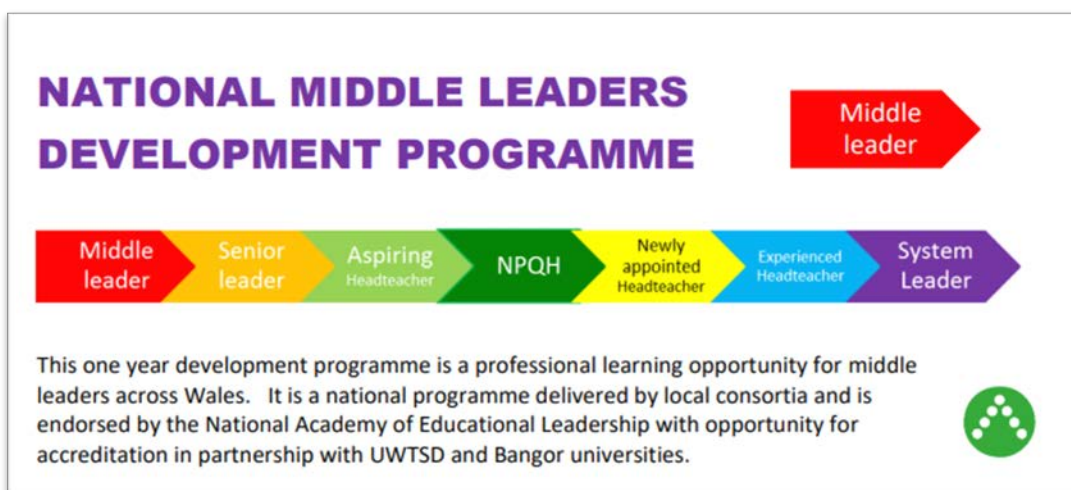 NATIONAL MIDDLE LEADERS
DEVELOPMENT PROGRAMME
Middle
leader
Middle
leader
Senior
leader
Aspiring
Headteacher
NPQH
Newly
appointed
Headteacher
Experienced
Headteacher
System
Leader
This one year development programme is a professional learning opportunity for middle
leaders across Wales. It is a national programme delivered by local consortia and is
endorsed by the National Academy of Educational Leadership with opportunity for
accreditation in partnership with UWTSD and Bangor universities.